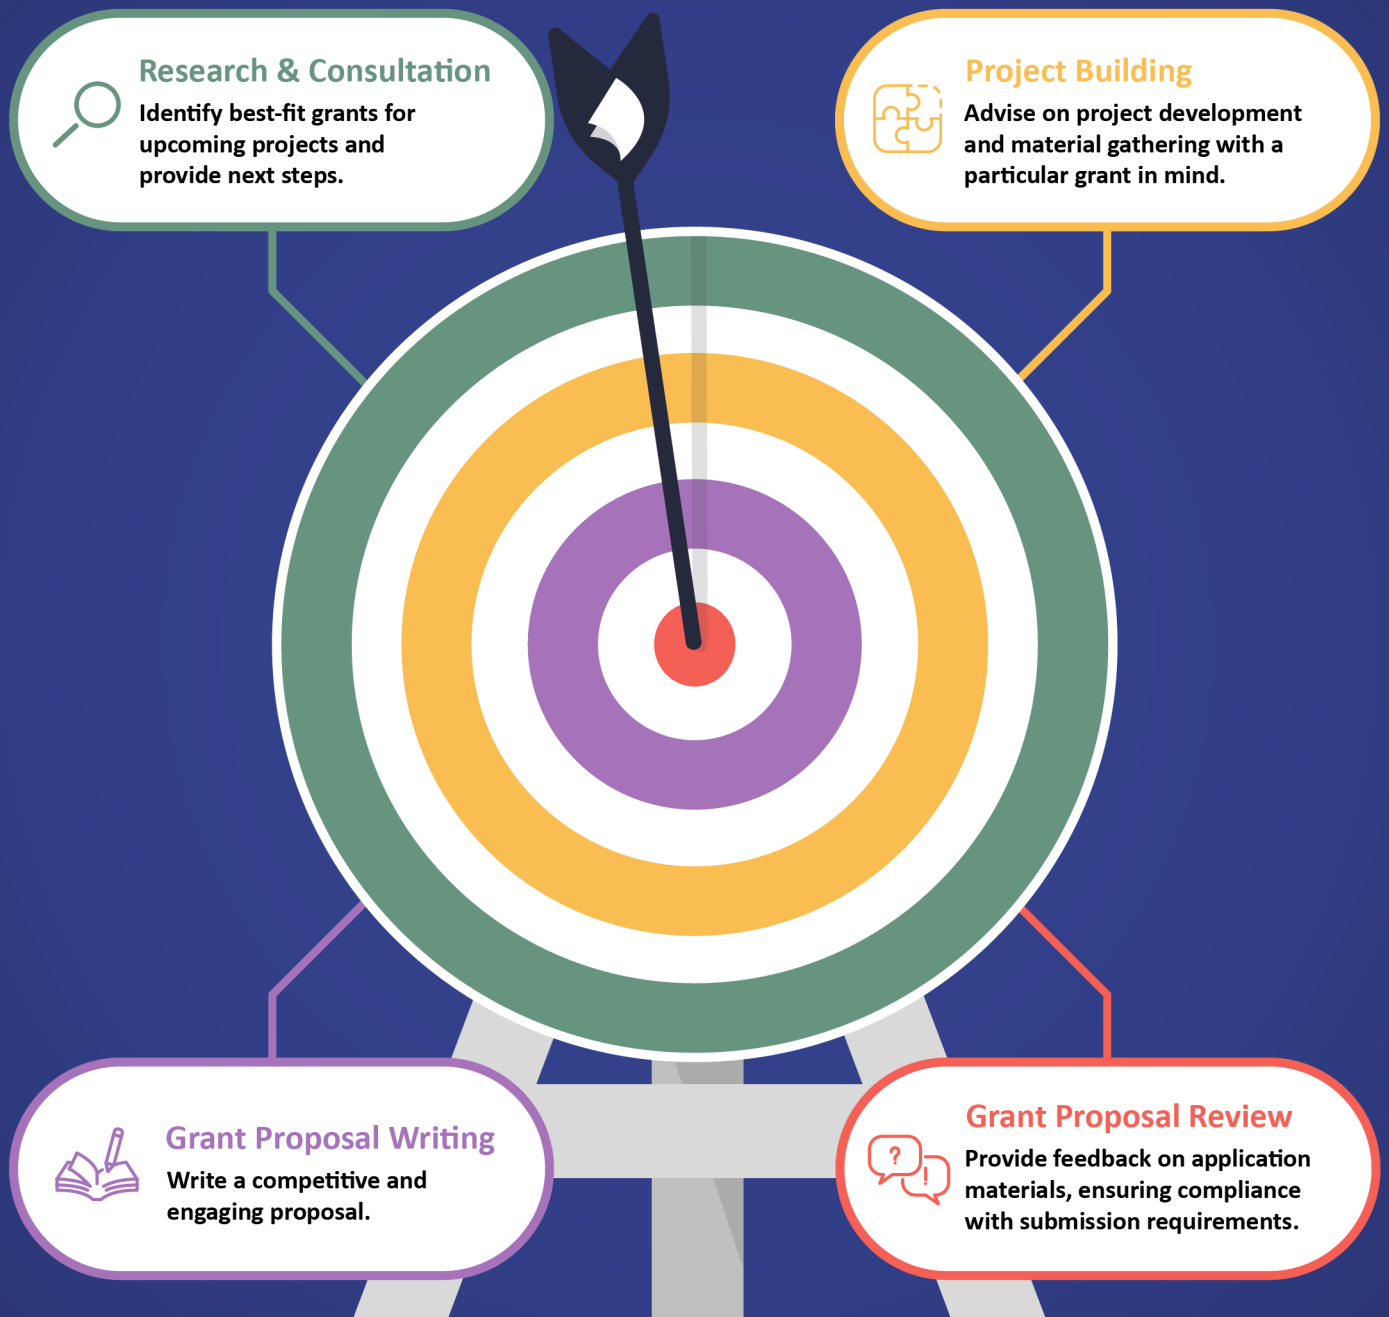 Research & Consultation
Identify best-fit grants for
upcoming projects and
provide next steps.
Project Building
Advise on project development
and material gathering with a
particular grant in mind.
Grant Proposal Writing
Write a competitive and
engaging proposal.
Grant Proposal Review
Provide feedback on application
materials, ensuring compliance
with submission requirements.
? !